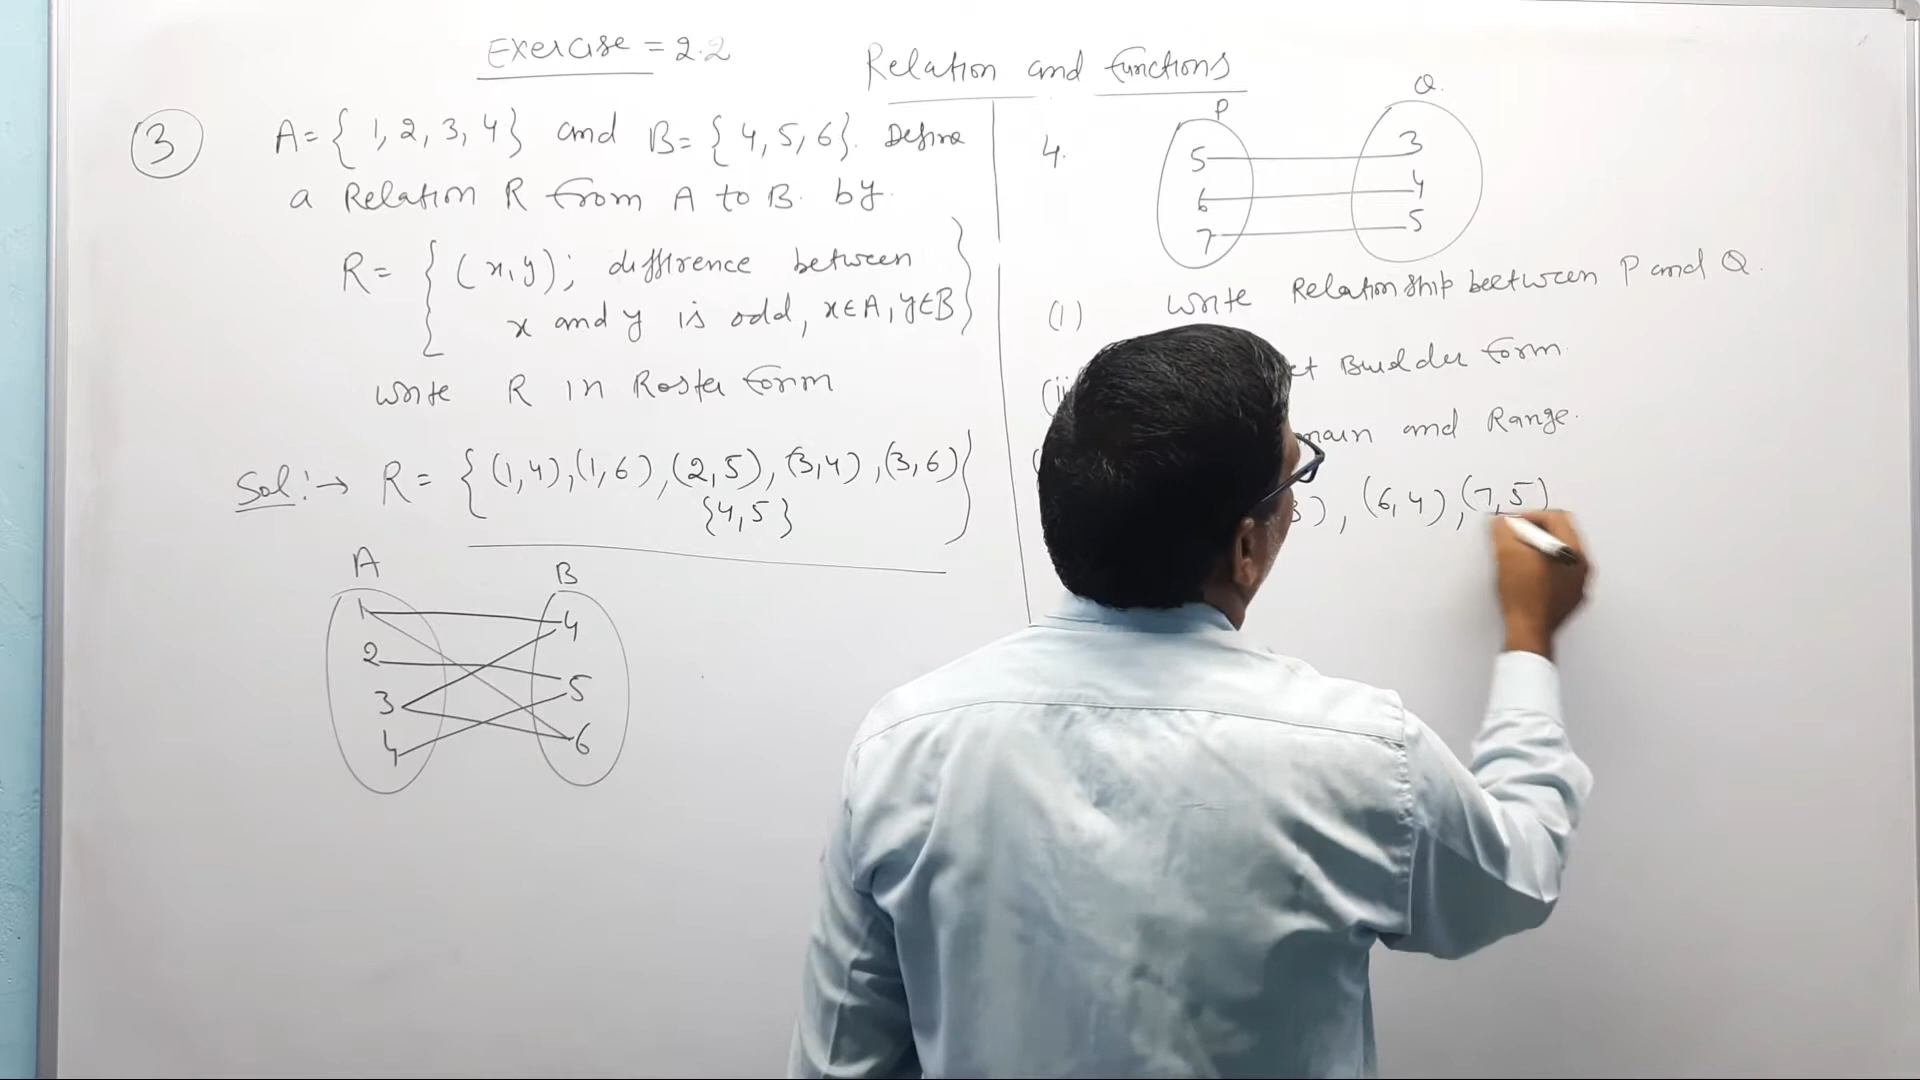 Exercise = 2.2
Relation and functions
3
A = { 1, 2, 3, 4 } and B = { 4, 5, 6 }. Define
a Relation R from A to B. by.
R = { (x, y) ; diffirence between
x and y is odd, x∈A, y∈B }
write R in Roster form
Sol:→ R = { (1,4), (1,6), (2,5), (3,4), (3,6)
{4,5} }
A B
1 4
2 5
3 6
4
4.
P Q.
5 3
6 4
7 5
(i) write Relationship beetween P and Q.
(ii) Builder form.
and Range.
), (6,4), (7,5)